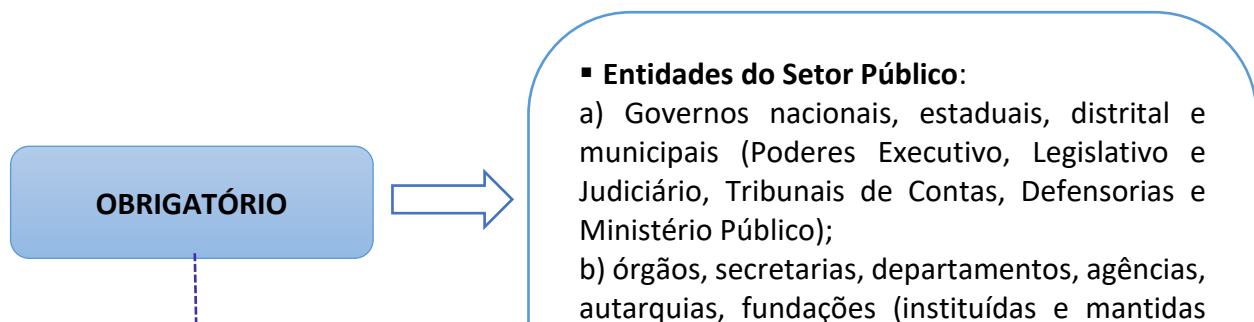 OBRIGATÓRIO
▪ Entidades do Setor Público:
a) Governos nacionais, estaduais, distrital e
municipais (Poderes Executivo, Legislativo e
Judiciário, Tribunais de Contas, Defensorias e
Ministério Público);
b) órgãos, secretarias, departamentos, agências,
autarquias, fundações (instituídas e mantidas